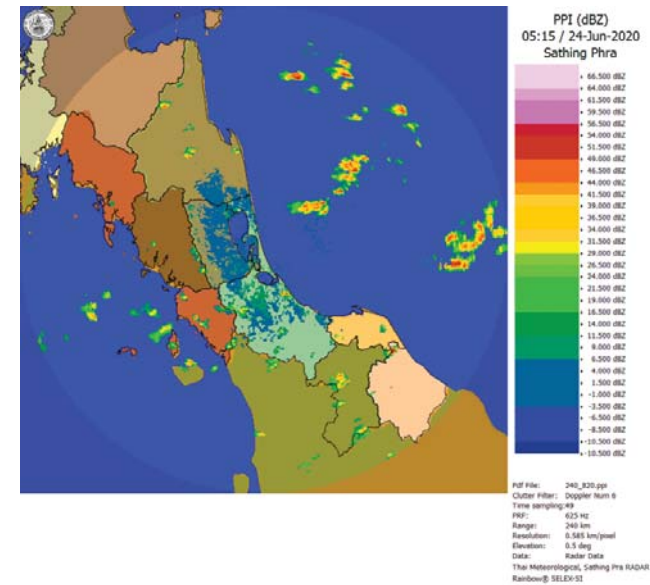 PPI (dBZ)
05:15 / 24-Jun-2020
Sathing Phra
66.500 dBZ
64.000 dBZ
61.500 dBZ
59.500 dBZ
56.500 dBZ
54.000 dBZ
51.500 dBZ
49.000 dBZ
46.500 dBZ
44.000 dBZ
41.500 dBZ
39.000 dBZ
36.500 dBZ
34.000 dBZ
31.500 dBZ
29.000 dBZ
26.500 dBZ
24.000 dBZ
21.500 dBZ
19.000 dBZ
16.500 dBZ
14.000 dBZ
11.500 dBZ
9.000 dBZ
6.500 dBZ
4.000 dBZ
1.500 dBZ
-1.000 dBZ
-3.500 dBZ
-6.500 dBZ
-8.500 dBZ
-10.500 dBZ
-10.500 dBZ
Pdf File: 240_820.ppi
Clutter Filter: Doppler Num 6
Time sampling:49
PRF: 625 Hz
Range: 240 km
Resolution: 0.585 km/pixel
Elevation: 0.5 deg
Data: Radar Data
Thai Meteorological, Sathing Pra RADAR
Rainbow® SELEX-SI